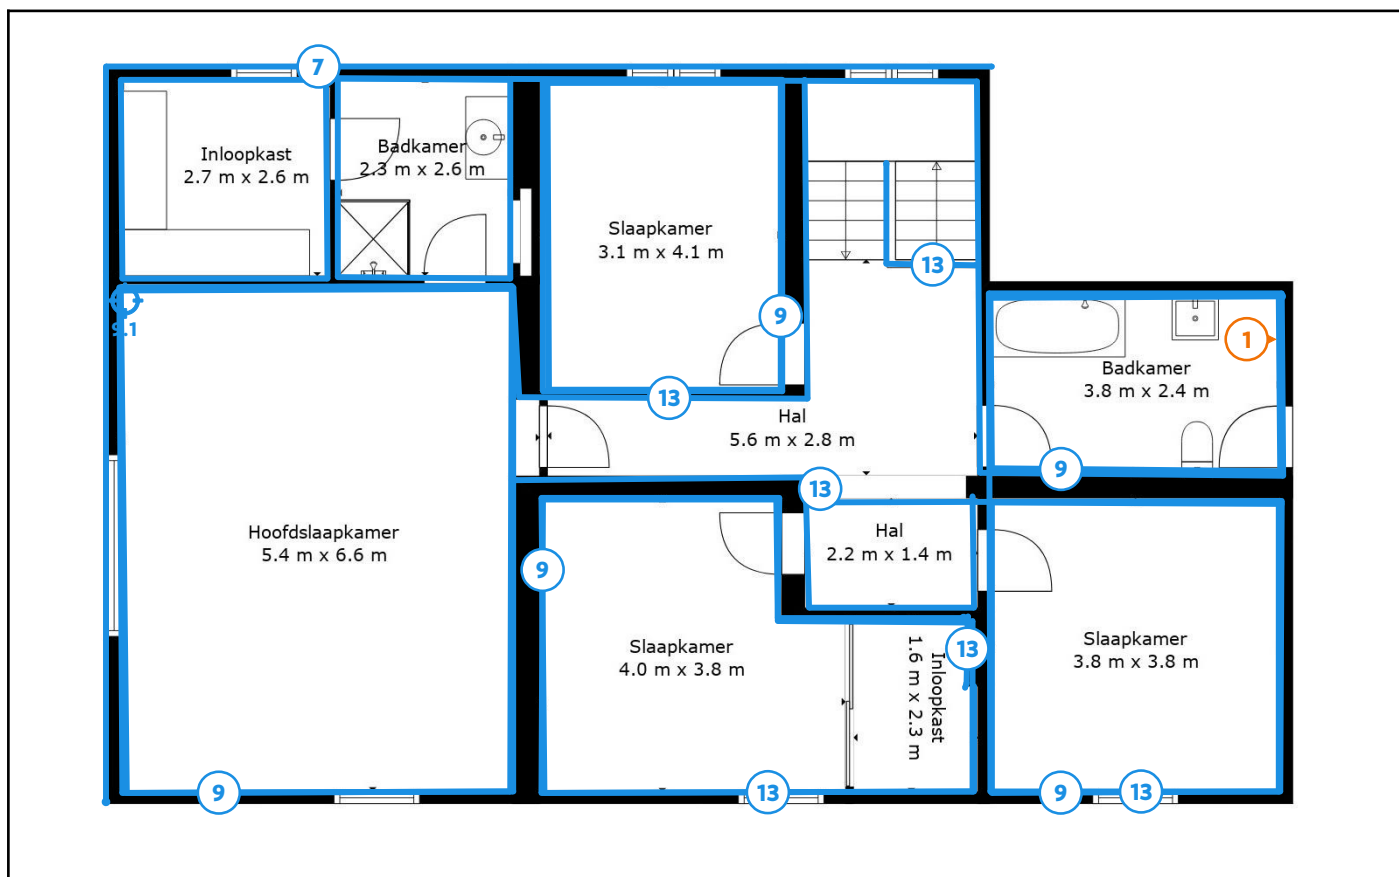 7
Inloopkast
2.7 m x 2.6 m
Badkamer
2.3 m x 2.6 m
Slaapkamer
3.1 m x 4.1 m
13
9.1
9
1
Badkamer
3.8 m x 2.4 m
13
Hal
5.6 m x 2.8 m
9
13
Hoofdslaapkamer
5.4 m x 6.6 m
Hal
2.2 m x 1.4 m
9
Slaapkamer
4.0 m x 3.8 m
Inloopkast
1.6 m x 2.3 m
13
Slaapkamer
3.8 m x 3.8 m
9
13
9
13